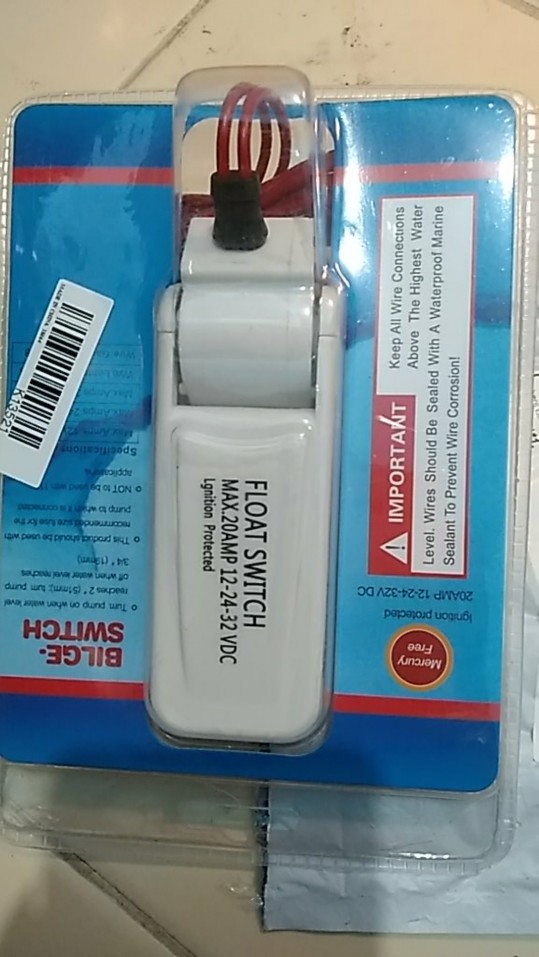 FLOAT SWITCH
MAX.20AMP 12-24-32 VDC
Ignition Protected
IMPORTANT
Keep All Wire Connections
Above The Highest Water
Level. Wires Should Be Sealed With A Waterproof Marine
Sealant To Prevent Wire Corrosion!
BILGE-
SWITCH
Turn pump on when water level
reaches 2" (51mm); turn pump
off when water level reaches
3/4" (19mm)
This product should be used with
recommended size fuse for the
pump to which it is connected
NOT to be used with
applications
Specifications
Mercury
Free
Ignition protected
20AMP 12-24-32V DC